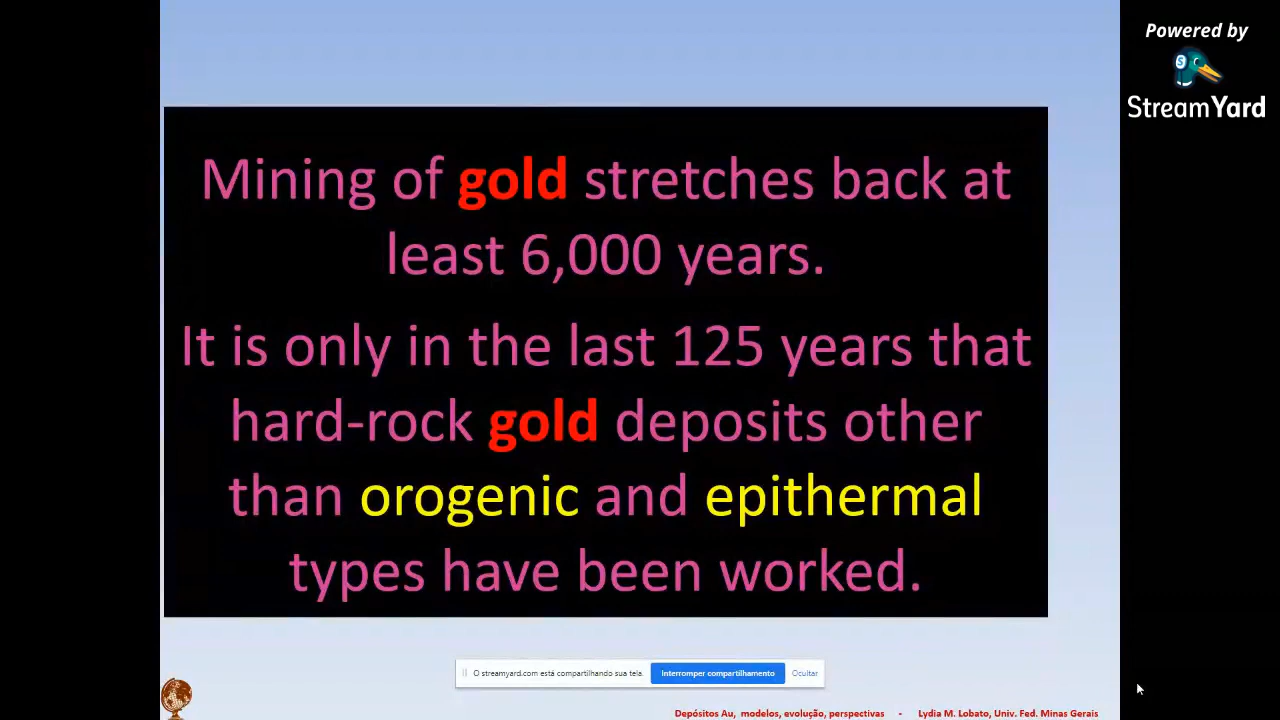 Powered by
StreamYard
Mining of gold stretches back at
least 6,000 years.
It is only in the last 125 years that
hard-rock gold deposits other
than orogenic and epithermal
types have been worked.
O streamyard.com está compartilhando sua tela.
Interromper compartilhamento
Ocultar
Depósitos Au, modelos, evolução, perspectivas - Lydia M. Lobato, Univ. Fed. Minas Gerais